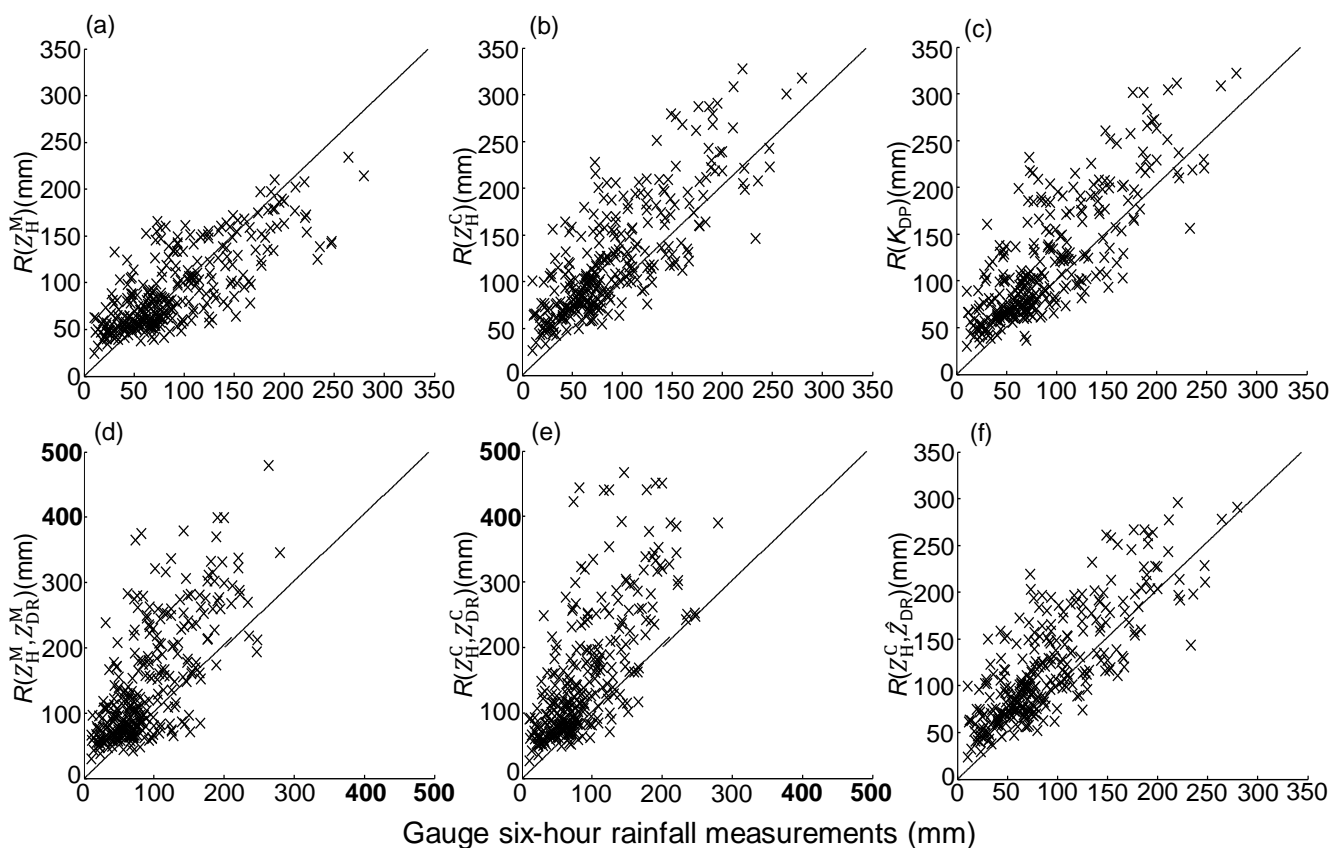 (a)
(b)
(c)
350
300
250
200
150
100
50
0
R(Z_H^M)(mm)
0 50 100 150 200 250 300 350
350
300
250
200
150
100
50
0
R(Z_H^C)(mm)
0 50 100 150 200 250 300 350
350
300
250
200
150
100
50
0
R(K_DP)(mm)
0 50 100 150 200 250 300 350
(d)
(e)
(f)
500
400
300
200
100
0
R(Z_H^M,Z_DR^M)(mm)
0 100 200 300 400 500
500
400
300
200
100
0
R(Z_H^C,Z_DR^C)(mm)
0 100 200 300 400 500
350
300
250
200
150
100
50
0
R(Z_H^C,Ẑ_DR)(mm)
0 50 100 150 200 250 300 350
Gauge six-hour rainfall measurements (mm)